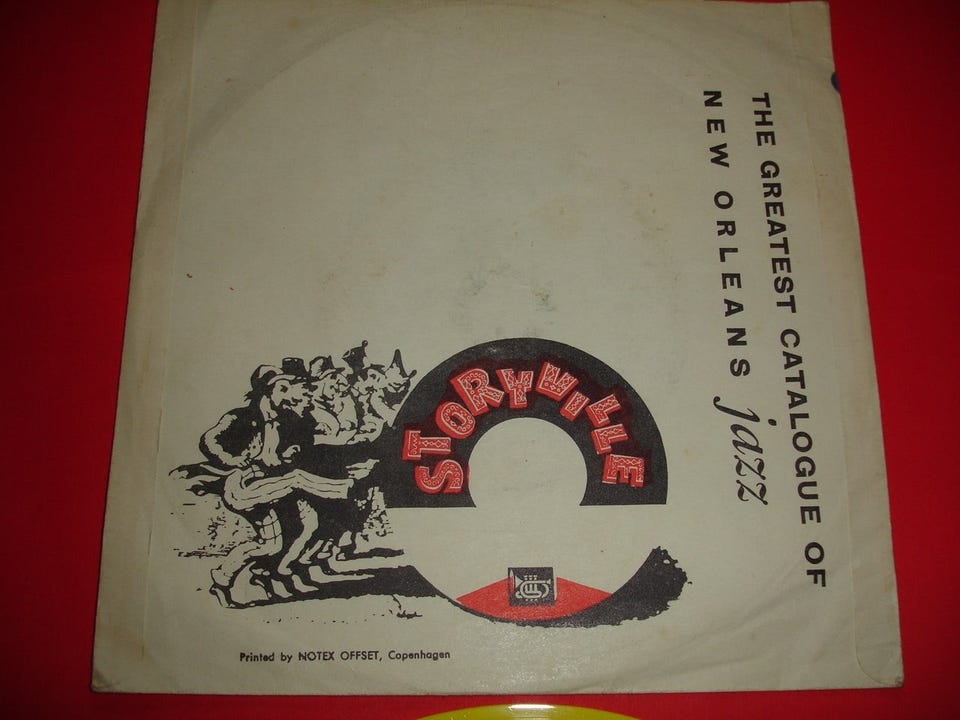 THE GREATEST CATALOGUE OF
NEW ORLEANS jazz
STORYVILLE
Printed by NOTEX OFFSET, Copenhagen